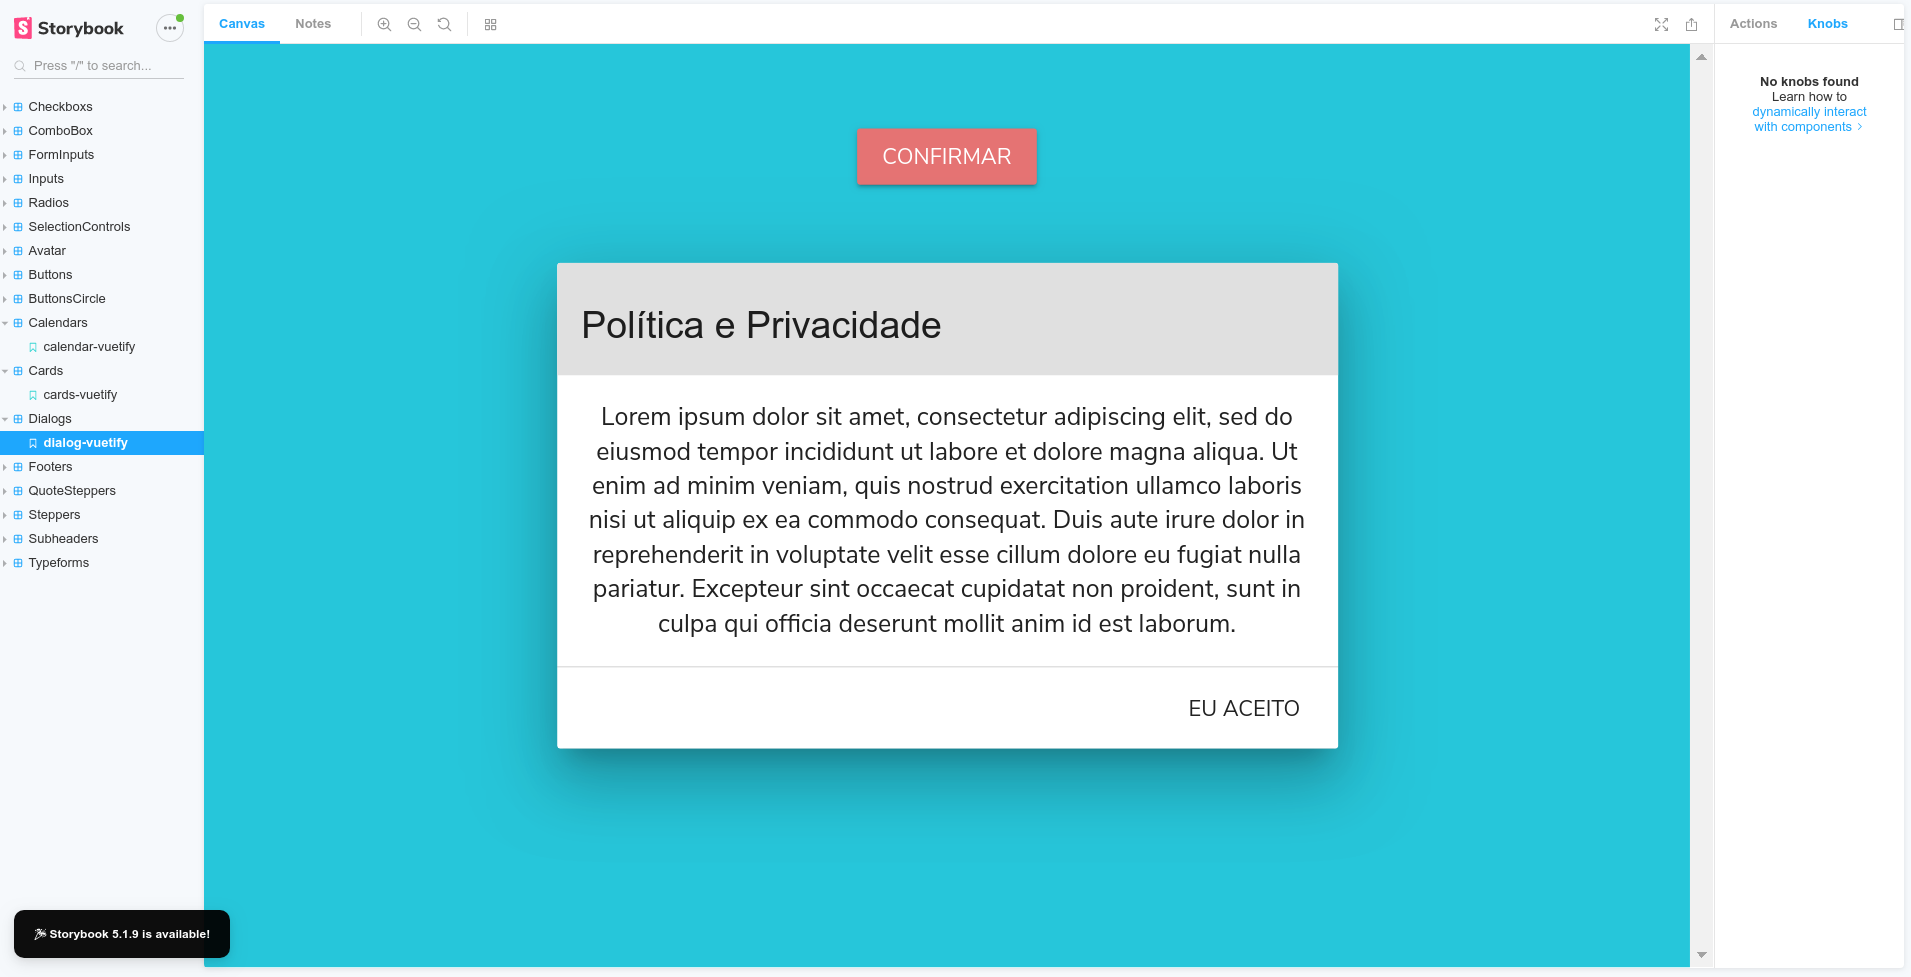 Storybook
Press "/" to search...
Checkboxs
ComboBox
FormInputs
Inputs
Radios
SelectionControls
Avatar
Buttons
ButtonsCircle
Calendars
calendar-vuetify
Cards
cards-vuetify
Dialogs
dialog-vuetify
Footers
QuoteSteppers
Steppers
Subheaders
Typeforms
Storybook 5.1.9 is available!
Canvas Notes
CONFIRMAR
Política e Privacidade
Lorem ipsum dolor sit amet, consectetur adipiscing elit, sed do
eiusmod tempor incididunt ut labore et dolore magna aliqua. Ut
enim ad minim veniam, quis nostrud exercitation ullamco laboris
nisi ut aliquip ex ea commodo consequat. Duis aute irure dolor in
reprehenderit in voluptate velit esse cillum dolore eu fugiat nulla
pariatur. Excepteur sint occaecat cupidatat non proident, sunt in
culpa qui officia deserunt mollit anim id est laborum.
EU ACEITO
Actions Knobs
No knobs found
Learn how to
dynamically interact
with components